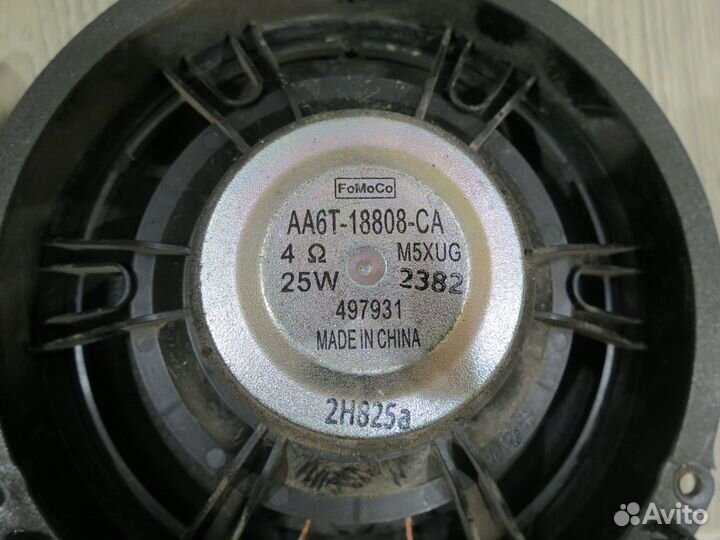 FoMoCo
AA6T-18808-CA
4 Ω M5XUG
25W 2382
497931
MADE IN CHINA
2H825a
Avito